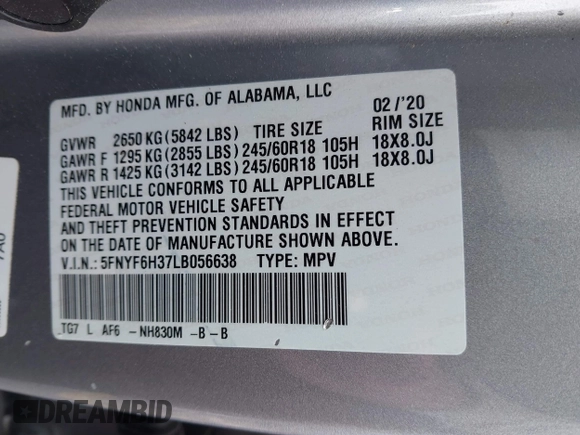 MFD. BY HONDA MFG. OF ALABAMA, LLC 02 /'20
GVWR 2650 KG (5842 LBS) TIRE SIZE RIM SIZE
GAWR F 1295 KG (2855 LBS) 245/60R18 105H 18X8.0J
GAWR R 1425 KG (3142 LBS) 245/60R18 105H 18X8.0J
THIS VEHICLE CONFORMS TO ALL APPLICABLE
FEDERAL MOTOR VEHICLE SAFETY
AND THEFT PREVENTION STANDARDS IN EFFECT
ON THE DATE OF MANUFACTURE SHOWN ABOVE.
V.I.N.: 5FNYF6H37LB056638 TYPE: MPV
TG7 L AF6 -NH830M -B - B
DREAMBID